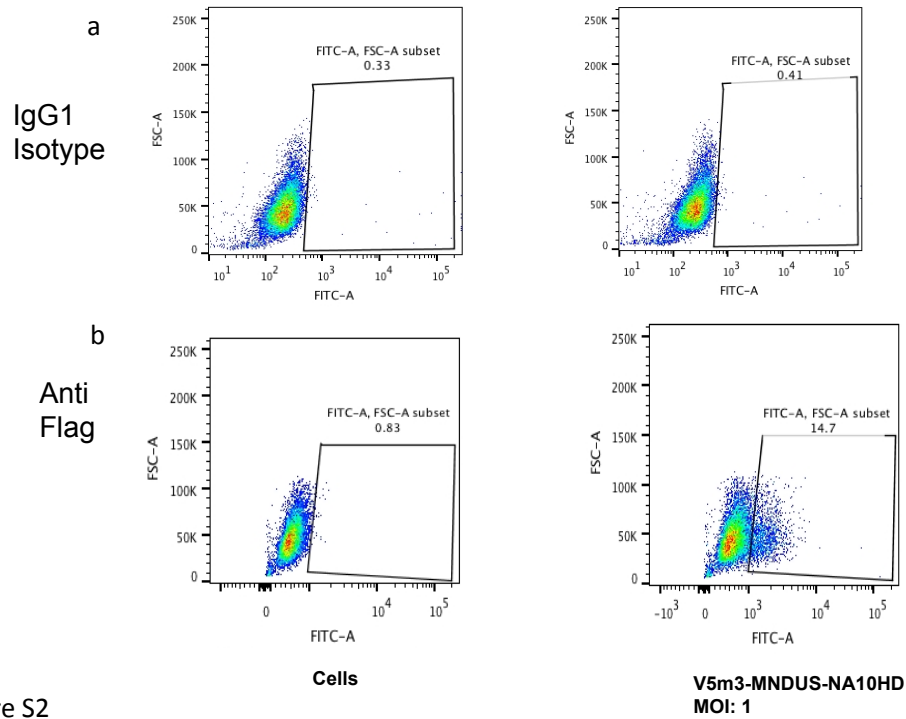 a
IgG1
Isotype
250K
200K
150K
100K
50K
0
FSC-A
FITC-A, FSC-A subset
0.33
10^1 10^2 10^3 10^4 10^5
FITC-A
250K
200K
150K
100K
50K
0
FSC-A
FITC-A, FSC-A subset
0.41
10^1 10^2 10^3 10^4 10^5
FITC-A
b
Anti
Flag
250K
200K
150K
100K
50K
0
FSC-A
FITC-A, FSC-A subset
0.83
0 10^4 10^5
FITC-A
Cells
250K
200K
150K
100K
50K
0
FSC-A
FITC-A, FSC-A subset
14.7
-10^3 0 10^3 10^4 10^5
FITC-A
V5m3-MNDUS-NA10HD
MOI: 1
e S2